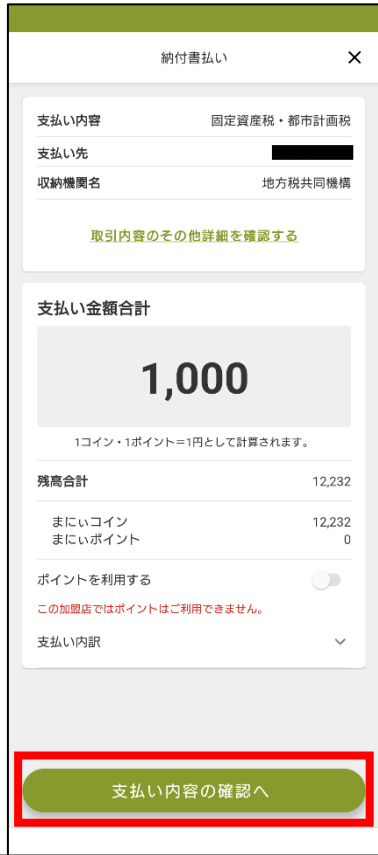 納付書払い
支払い内容 固定資産税・都市計画税
支払い先
収納機関名 地方税共同機構
取引内容のその他詳細を確認する
支払い金額合計
1,000
1コイン・1ポイント=1円として計算されます。
残高合計 12,232
まにぃコイン 12,232
まにぃポイント 0
ポイントを利用する
この加盟店ではポイントはご利用できません。
支払い内訳
支払い内容の確認へ